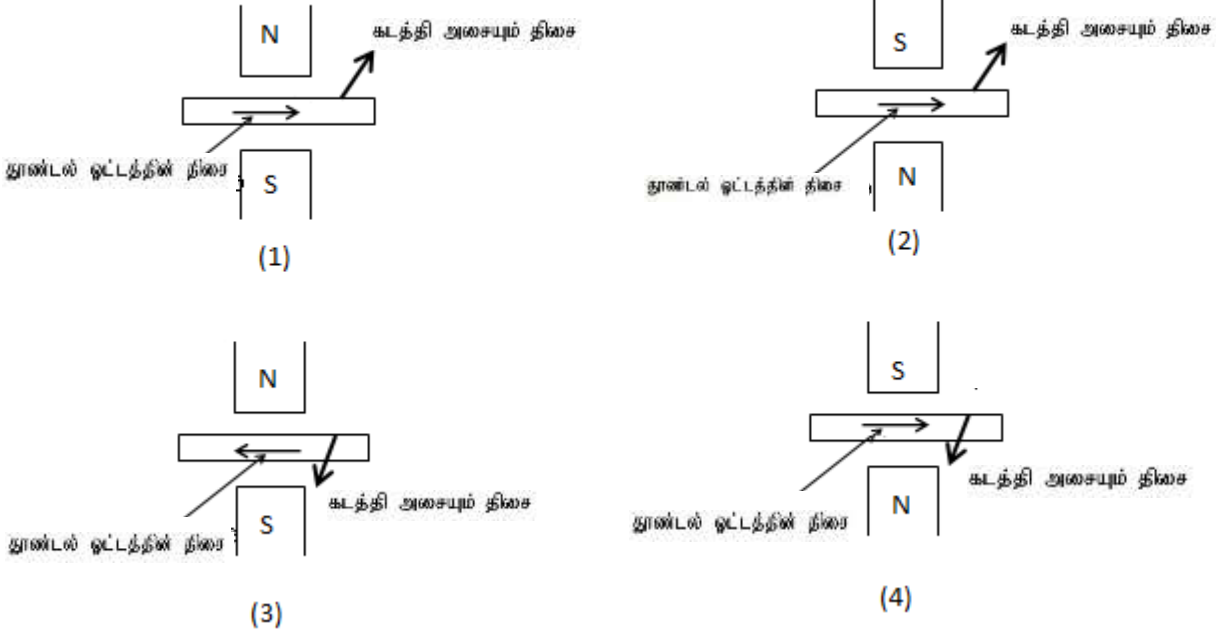 N
கடத்தி அசையும் திசை
தூண்டல் ஓட்டத்தின் திசை
S
(1)
S
கடத்தி அசையும் திசை
தூண்டல் ஓட்டத்தின் திசை
N
(2)
N
கடத்தி அசையும் திசை
தூண்டல் ஓட்டத்தின் திசை
S
(3)
S
கடத்தி அசையும் திசை
தூண்டல் ஓட்டத்தின் திசை
N
(4)